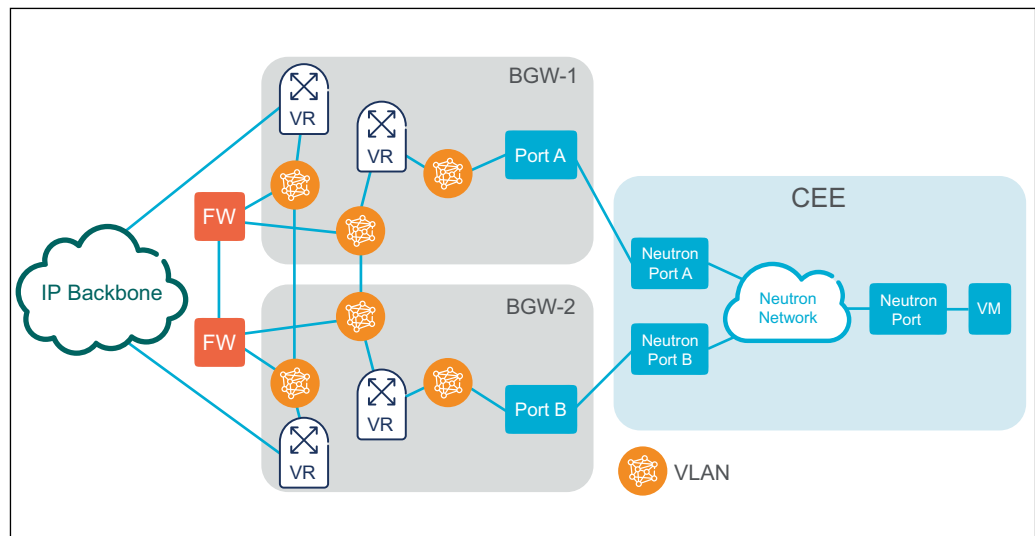 BGW-1
VR
VR
Port A
FW
IP Backbone
FW
BGW-2
VR
Port B
VR
CEE
Neutron
Port A
Neutron
Network
Neutron
Port
VM
Neutron
Port B
VLAN